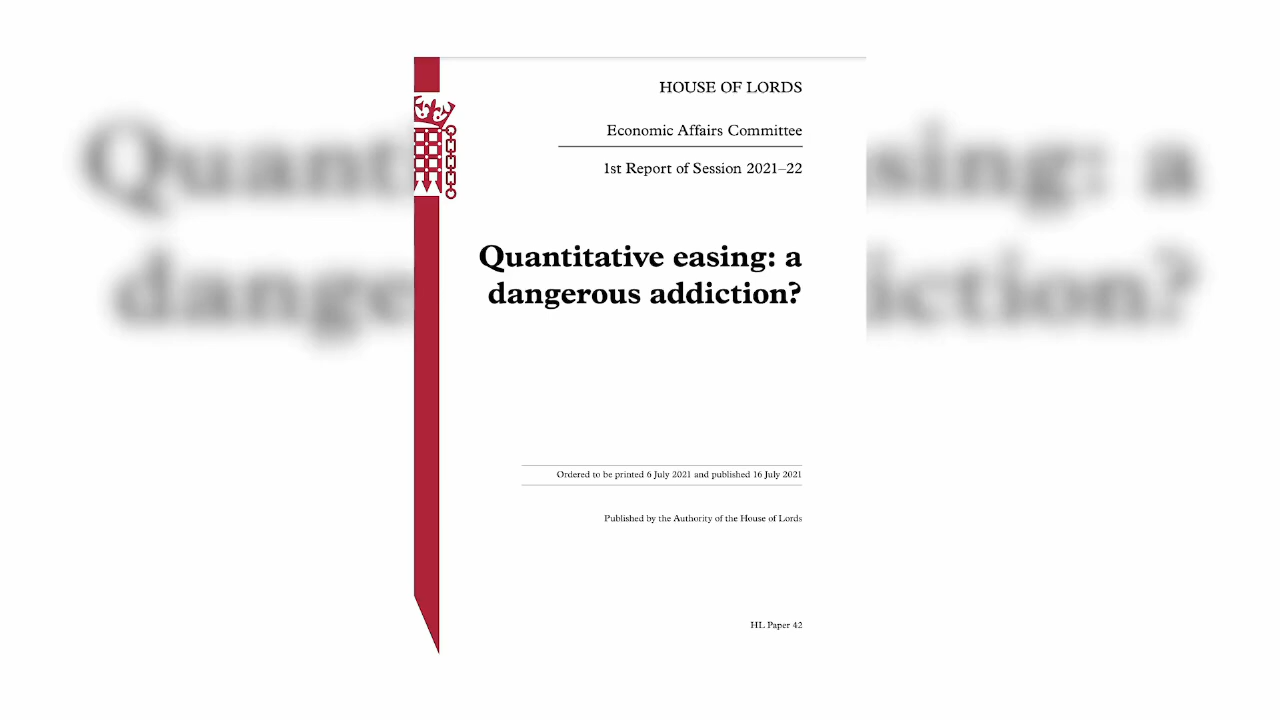 HOUSE OF LORDS
Economic Affairs Committee
1st Report of Session 2021–22
Quantitative easing: a
dangerous addiction?
Ordered to be printed 6 July 2021 and published 16 July 2021
Published by the Authority of the House of Lords
HL Paper 42